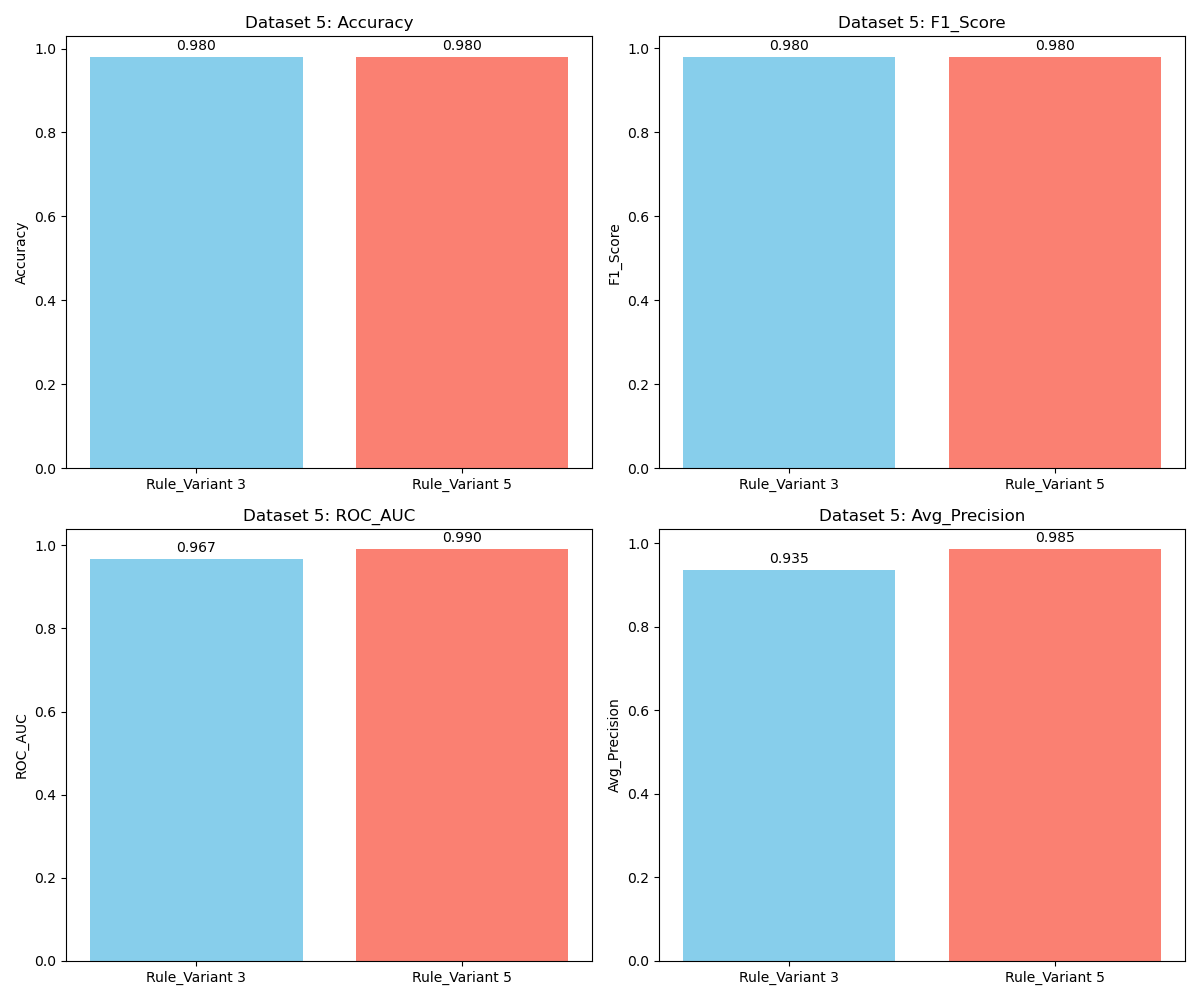 Dataset 5: Accuracy
0.980
0.980
1.0
0.8
0.6
0.4
0.2
0.0
Accuracy
Rule_Variant 3
Rule_Variant 5
Dataset 5: F1_Score
0.980
0.980
1.0
0.8
0.6
0.4
0.2
0.0
F1_Score
Rule_Variant 3
Rule_Variant 5
Dataset 5: ROC_AUC
0.967
0.990
1.0
0.8
0.6
0.4
0.2
0.0
ROC_AUC
Rule_Variant 3
Rule_Variant 5
Dataset 5: Avg_Precision
0.935
0.985
1.0
0.8
0.6
0.4
0.2
0.0
Avg_Precision
Rule_Variant 3
Rule_Variant 5